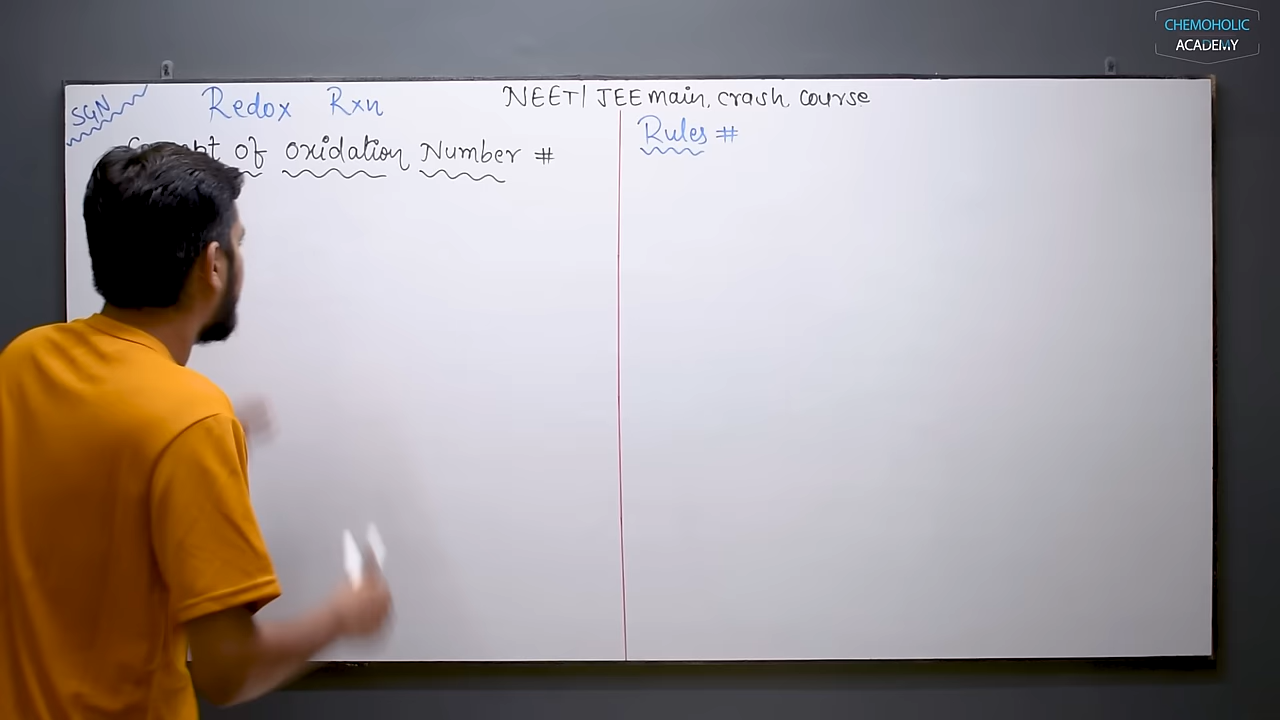 CHEMOHOLIC
ACADEMY
SGN
Redox Rxn
NEET/ JEE main, crash course
of oxidation Number #
Rules #